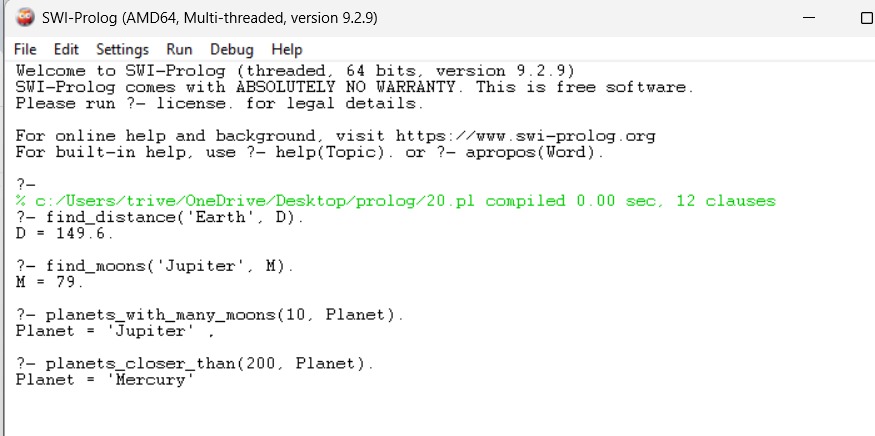 SWI-Prolog (AMD64, Multi-threaded, version 9.2.9)
File Edit Settings Run Debug Help
Welcome to SWI-Prolog (threaded, 64 bits, version 9.2.9)
SWI-Prolog comes with ABSOLUTELY NO WARRANTY. This is free software.
Please run ?- license. for legal details.

For online help and background, visit https://www.swi-prolog.org
For built-in help, use ?- help(Topic). or ?- apropos(Word).

?-
% c:/Users/trive/OneDrive/Desktop/prolog/20.pl compiled 0.00 sec, 12 clauses
?- find_distance('Earth', D).
D = 149.6.

?- find_moons('Jupiter', M).
M = 79.

?- planets_with_many_moons(10, Planet).
Planet = 'Jupiter' .

?- planets_closer_than(200, Planet).
Planet = 'Mercury'